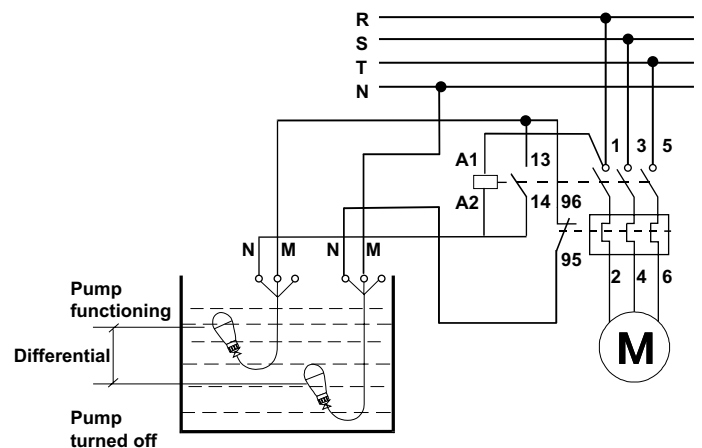 R
S
T
N
1 3 5
A1 13
A2 14 96
N M N M
95
2 4 6
Pump
functioning
Differential
M
Pump
turned off